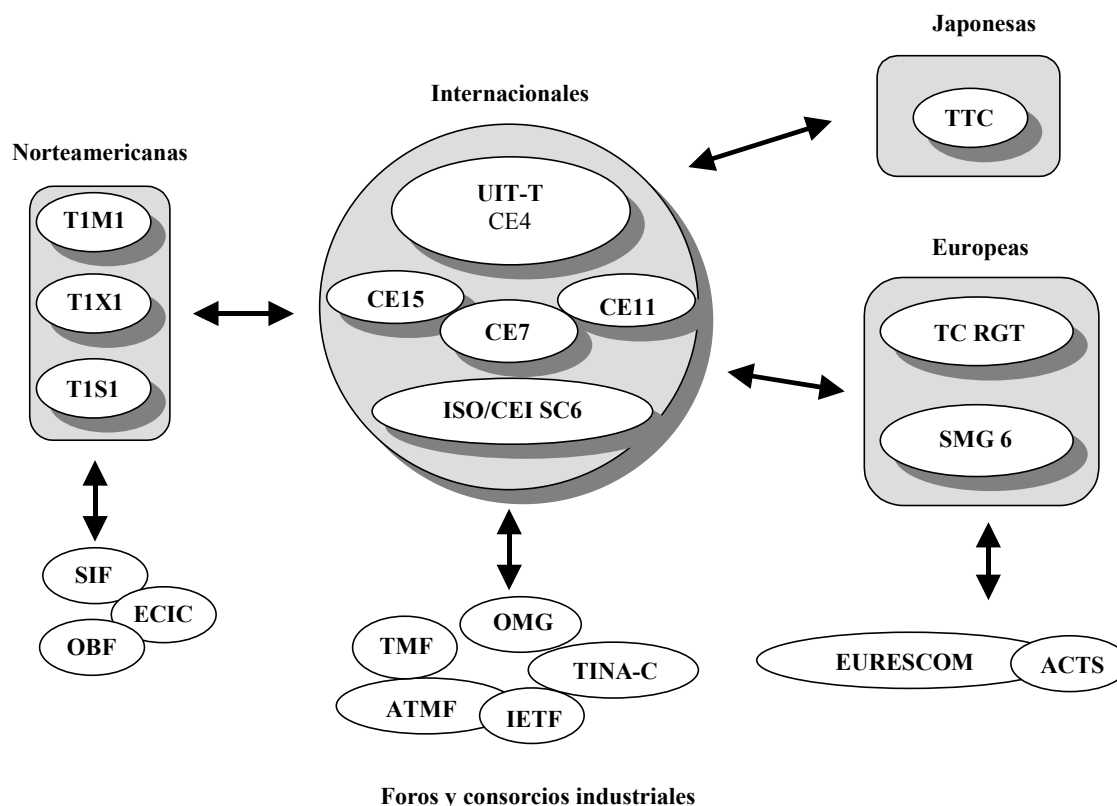 Japonesas
TTC
Internacionales
Norteamericanas
T1M1
T1X1
T1S1
UIT-T
CE4
CE15
CE7
CE11
ISO/CEI SC6
Europeas
TC RGT
SMG 6
SIF
ECIC
OBF
OMG
TMF
TINA-C
ATMF
IETF
EURESCOM
ACTS
Foros y consorcios industriales